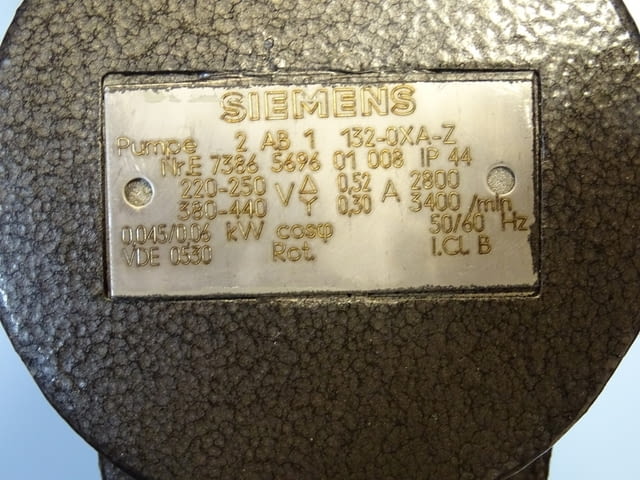 SIEMENS
Pumpe 2 AB 1 132-0XA-Z
Nr.E 7386 5696 01 008 IP 44
220-250 V △ 0,52 A 2800
380-440 Y 0,30 3400 /min
50/60 Hz
0,045/0,06 kW cosφ
VDE 0530 Rot. I.Cl. B